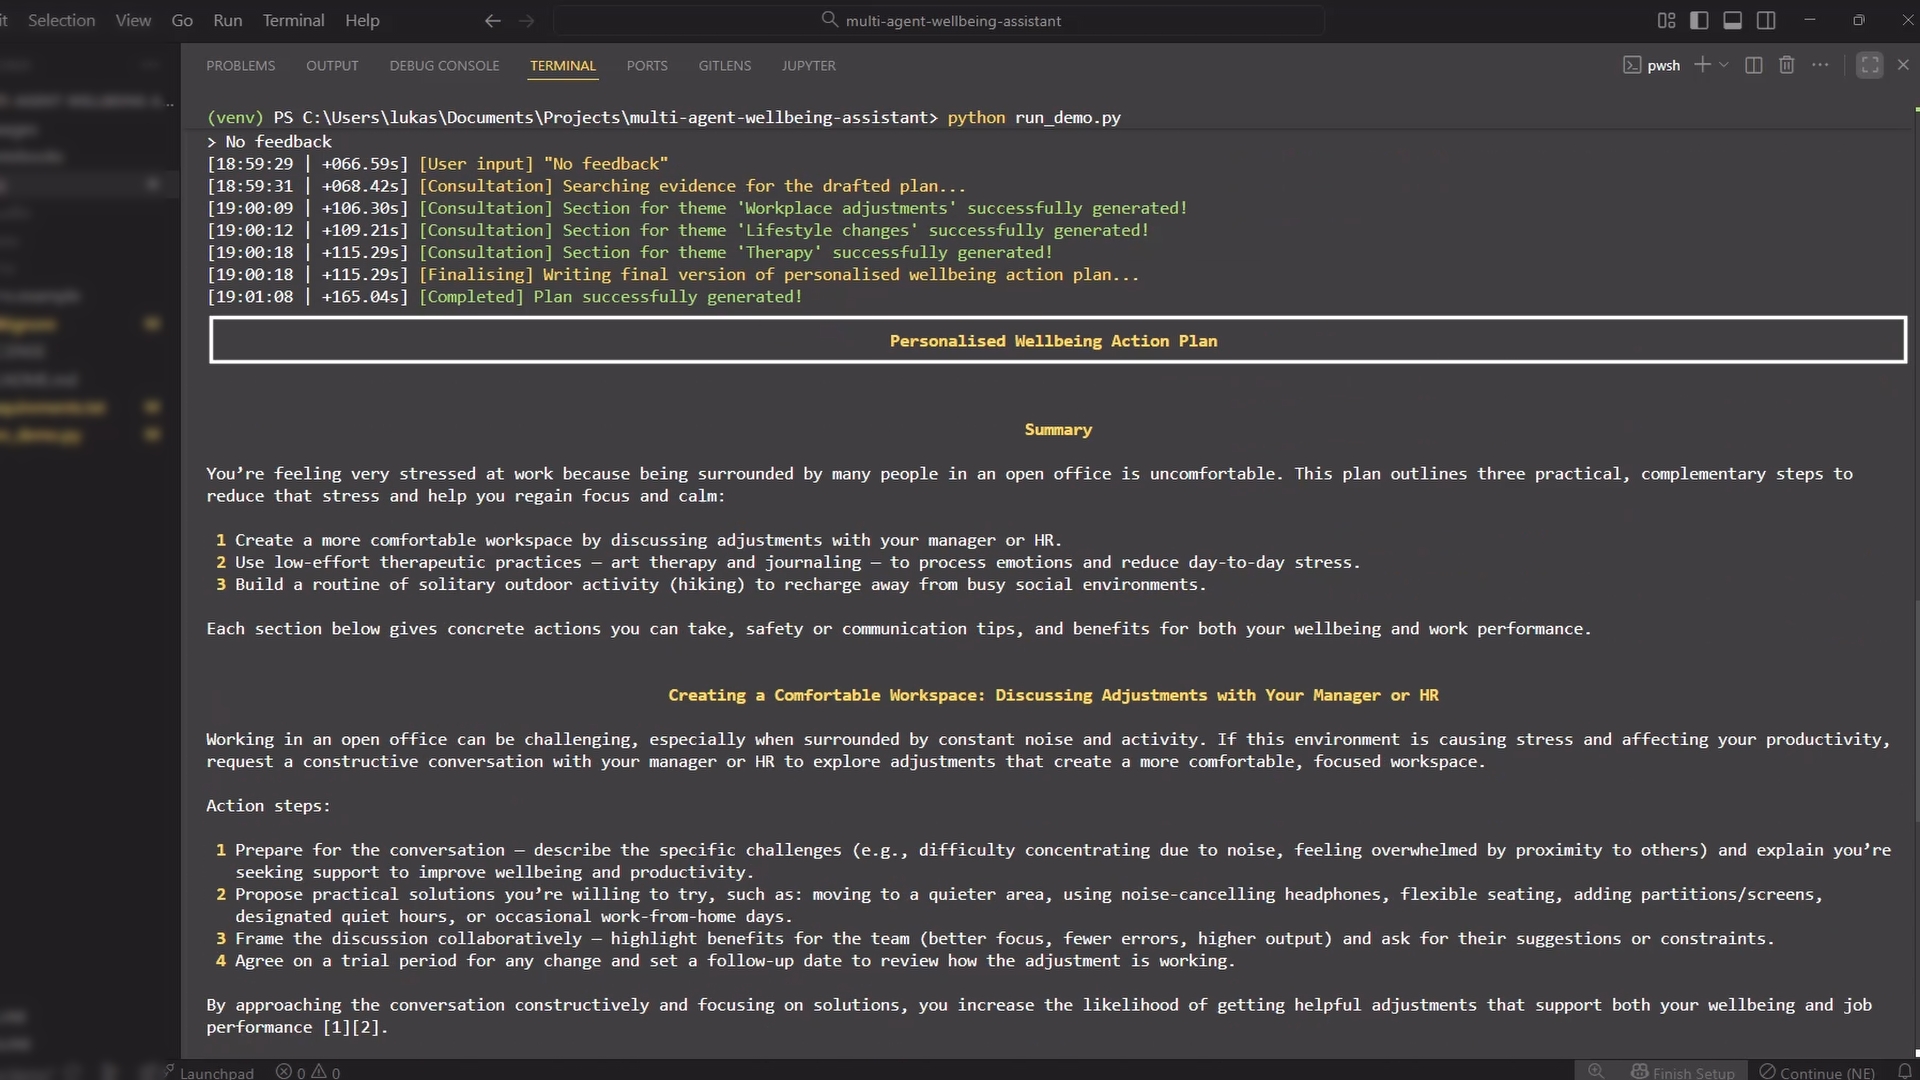 Selection View Go Run Terminal Help
multi-agent-wellbeing-assistant
PROBLEMS OUTPUT DEBUG CONSOLE TERMINAL PORTS GITLENS JUPYTER
pwsh
(venv) PS C:\Users\lukas\Documents\Projects\multi-agent-wellbeing-assistant> python run_demo.py
> No feedback
[18:59:29 | +066.59s] [User input] "No feedback"
[18:59:31 | +068.42s] [Consultation] Searching evidence for the drafted plan...
[19:00:09 | +106.30s] [Consultation] Section for theme 'Workplace adjustments' successfully generated!
[19:00:12 | +109.21s] [Consultation] Section for theme 'Lifestyle changes' successfully generated!
[19:00:18 | +115.29s] [Consultation] Section for theme 'Therapy' successfully generated!
[19:00:18 | +115.29s] [Finalising] Writing final version of personalised wellbeing action plan...
[19:01:08 | +165.04s] [Completed] Plan successfully generated!
Personalised Wellbeing Action Plan
Summary
You’re feeling very stressed at work because being surrounded by many people in an open office is uncomfortable. This plan outlines three practical, complementary steps to
reduce that stress and help you regain focus and calm:
1 Create a more comfortable workspace by discussing adjustments with your manager or HR.
2 Use low-effort therapeutic practices — art therapy and journaling — to process emotions and reduce day-to-day stress.
3 Build a routine of solitary outdoor activity (hiking) to recharge away from busy social environments.
Each section below gives concrete actions you can take, safety or communication tips, and benefits for both your wellbeing and work performance.
Creating a Comfortable Workspace: Discussing Adjustments with Your Manager or HR
Working in an open office can be challenging, especially when surrounded by constant noise and activity. If this environment is causing stress and affecting your productivity,
request a constructive conversation with your manager or HR to explore adjustments that create a more comfortable, focused workspace.
Action steps:
1 Prepare for the conversation — describe the specific challenges (e.g., difficulty concentrating due to noise, feeling overwhelmed by proximity to others) and explain you’re
seeking support to improve wellbeing and productivity.
2 Propose practical solutions you’re willing to try, such as: moving to a quieter area, using noise-cancelling headphones, flexible seating, adding partitions/screens,
designated quiet hours, or occasional work-from-home days.
3 Frame the discussion collaboratively — highlight benefits for the team (better focus, fewer errors, higher output) and ask for their suggestions or constraints.
4 Agree on a trial period for any change and set a follow-up date to review how the adjustment is working.
By approaching the conversation constructively and focusing on solutions, you increase the likelihood of getting helpful adjustments that support both your wellbeing and job
performance [1][2].
Launchpad 0 0 Finish Setup Continue (NE)